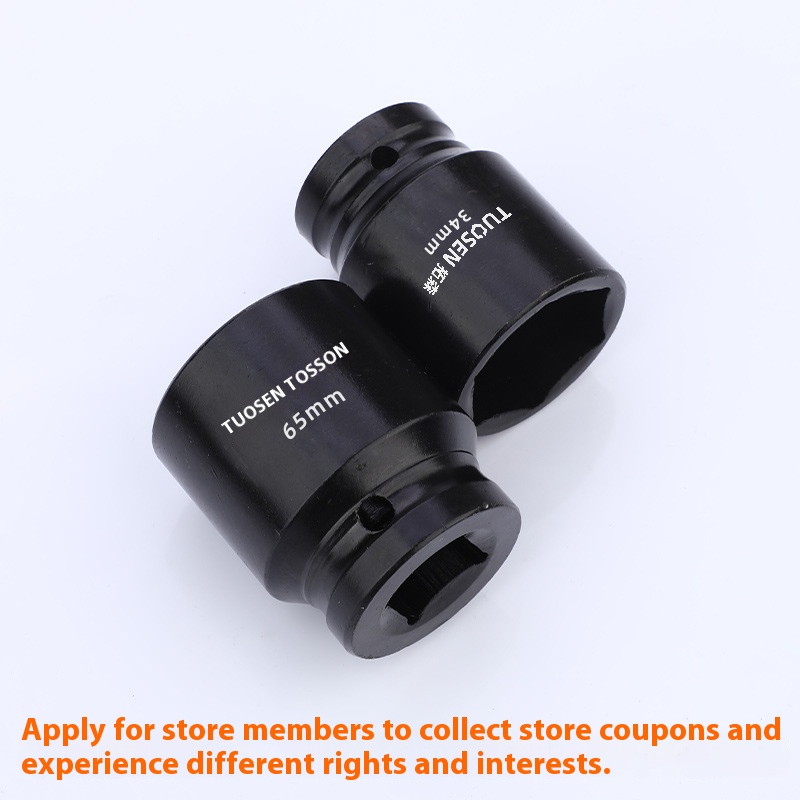 TUOSEN 拓森
34mm
TUOSEN TOSSON
65mm
Apply for store members to collect store coupons and
experience different rights and interests.